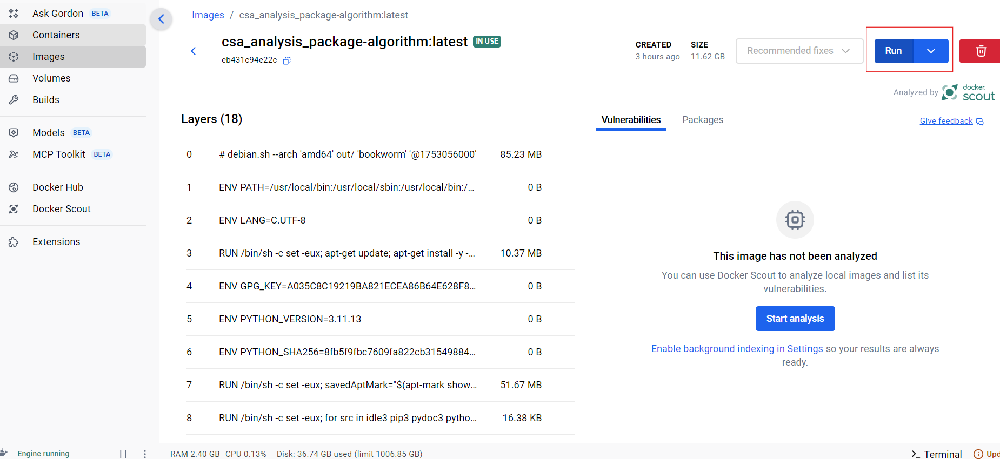 Ask Gordon BETA
Containers
Images
Volumes
Builds
Models BETA
MCP Toolkit BETA
Docker Hub
Docker Scout
Extensions
Images / csa_analysis_package-algorithm:latest
csa_analysis_package-algorithm:latest IN USE
eb431c94e22c
CREATED
3 hours ago
SIZE
11.62 GB
Recommended fixes
Run
Analyzed by docker scout
Layers (18)
Vulnerabilities Packages
Give feedback
0 # debian.sh --arch 'amd64' out/ 'bookworm' '@1753056000' 85.23 MB
1 ENV PATH=/usr/local/bin:/usr/local/sbin:/usr/local/bin:/... 0 B
2 ENV LANG=C.UTF-8 0 B
3 RUN /bin/sh -c set -eux; apt-get update; apt-get install -y -... 10.37 MB
4 ENV GPG_KEY=A035C8C19219BA821ECEA86B64E628F8... 0 B
5 ENV PYTHON_VERSION=3.11.13 0 B
6 ENV PYTHON_SHA256=8fb5f9fbc7609fa822cb31549884... 0 B
7 RUN /bin/sh -c set -eux; savedAptMark="$(apt-mark show... 51.67 MB
8 RUN /bin/sh -c set -eux; for src in idle3 pip3 pydoc3 pytho... 16.38 KB
This image has not been analyzed
You can use Docker Scout to analyze local images and list its
vulnerabilities.
Start analysis
Enable background indexing in Settings so your results are always
ready.
Engine running
RAM 2.40 GB CPU 0.13% Disk: 36.74 GB used (limit 1006.85 GB)
>_ Terminal
Upd